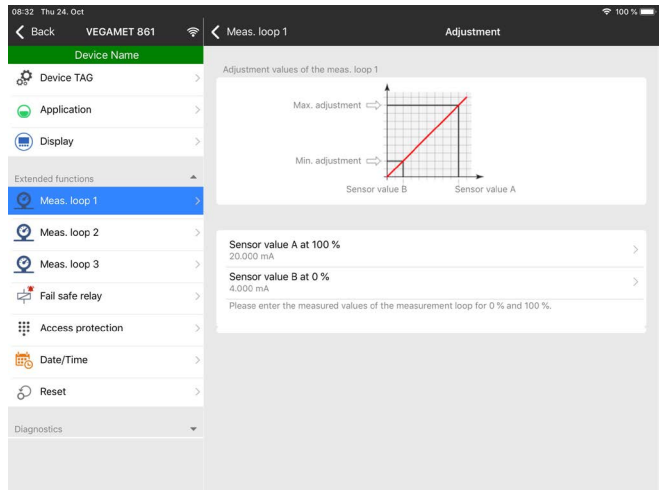 08:32 Thu 24. Oct
100 %
Back VEGAMET 861
Meas. loop 1
Adjustment
Device Name
Device TAG
Application
Display
Extended functions
Meas. loop 1
Meas. loop 2
Meas. loop 3
Fail safe relay
Access protection
Date/Time
Reset
Diagnostics
Adjustment values of the meas. loop 1
Max. adjustment
Min. adjustment
Sensor value B Sensor value A
Sensor value A at 100 %
20.000 mA
Sensor value B at 0 %
4.000 mA
Please enter the measured values of the measurement loop for 0 % and 100 %.